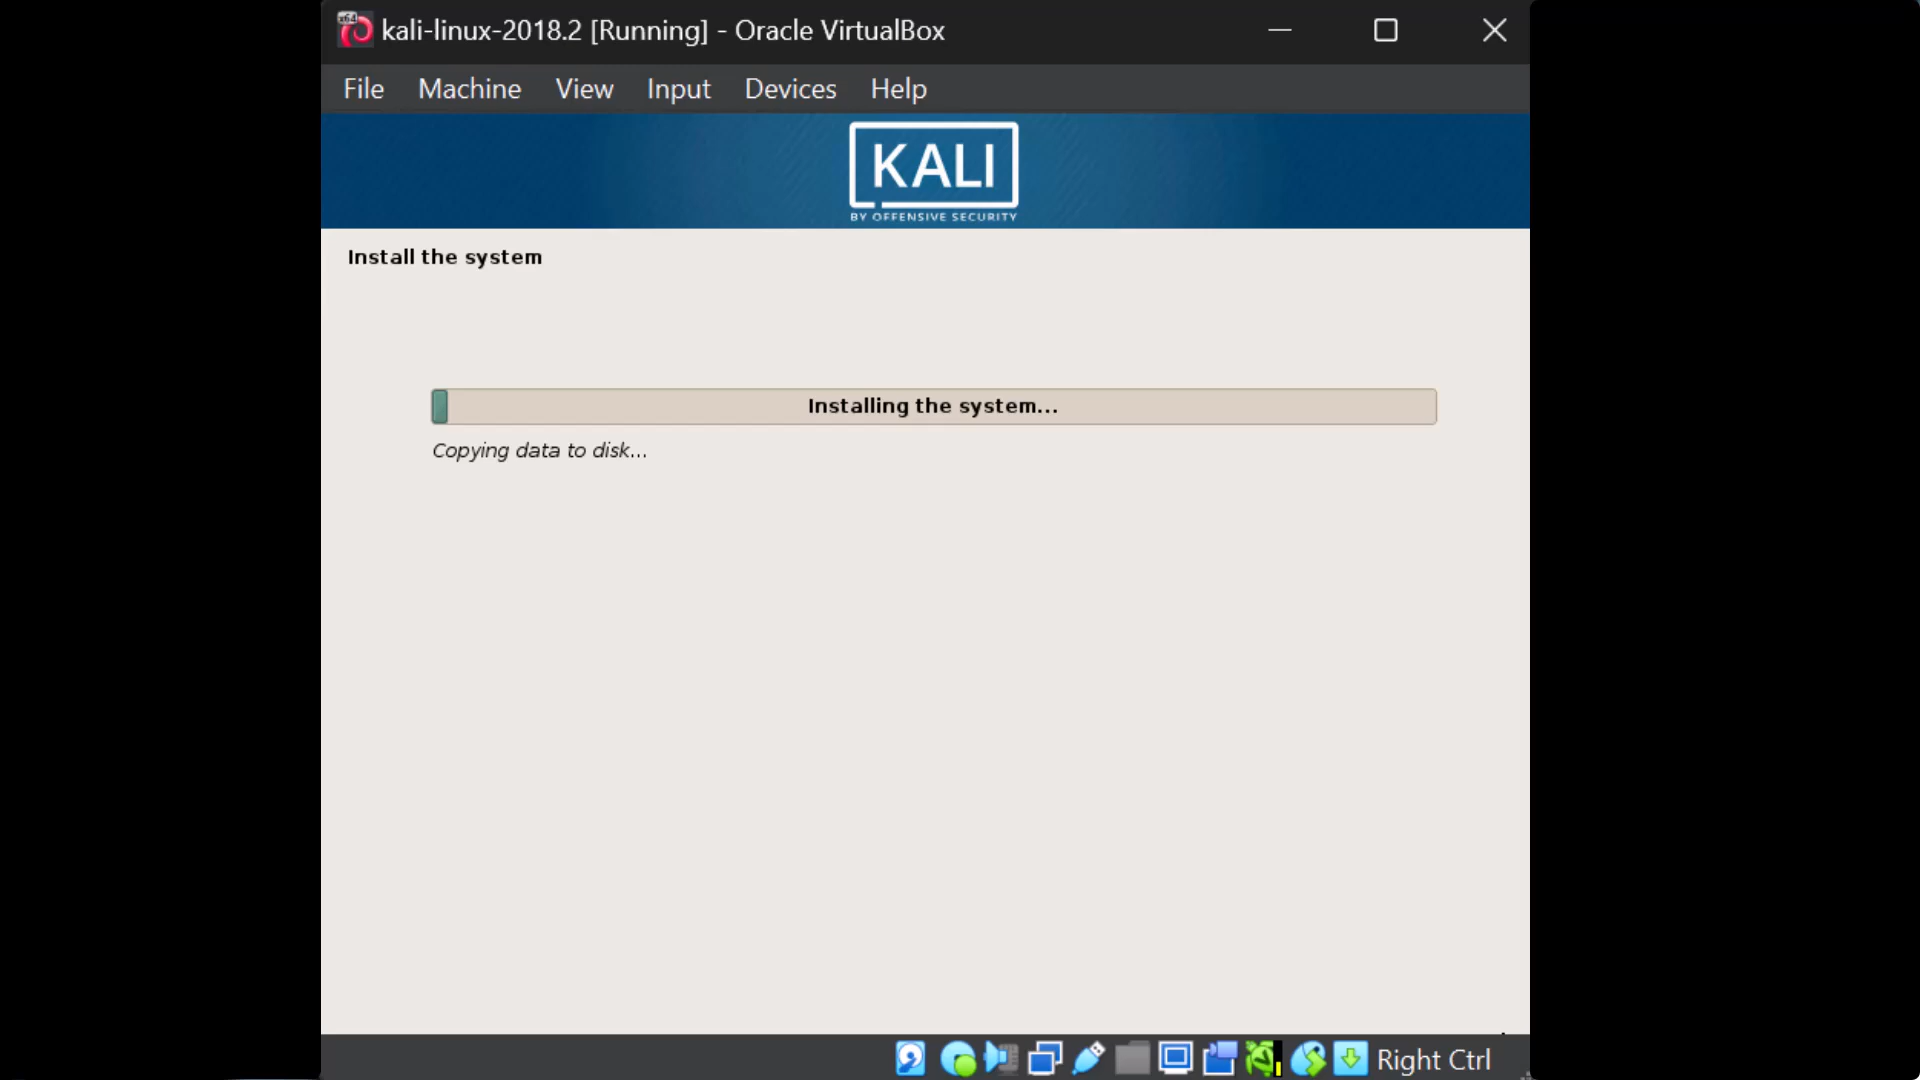 kali-linux-2018.2 [Running] - Oracle VirtualBox
File Machine View Input Devices Help
KALI
BY OFFENSIVE SECURITY
Install the system
Installing the system...
Copying data to disk...
Right Ctrl